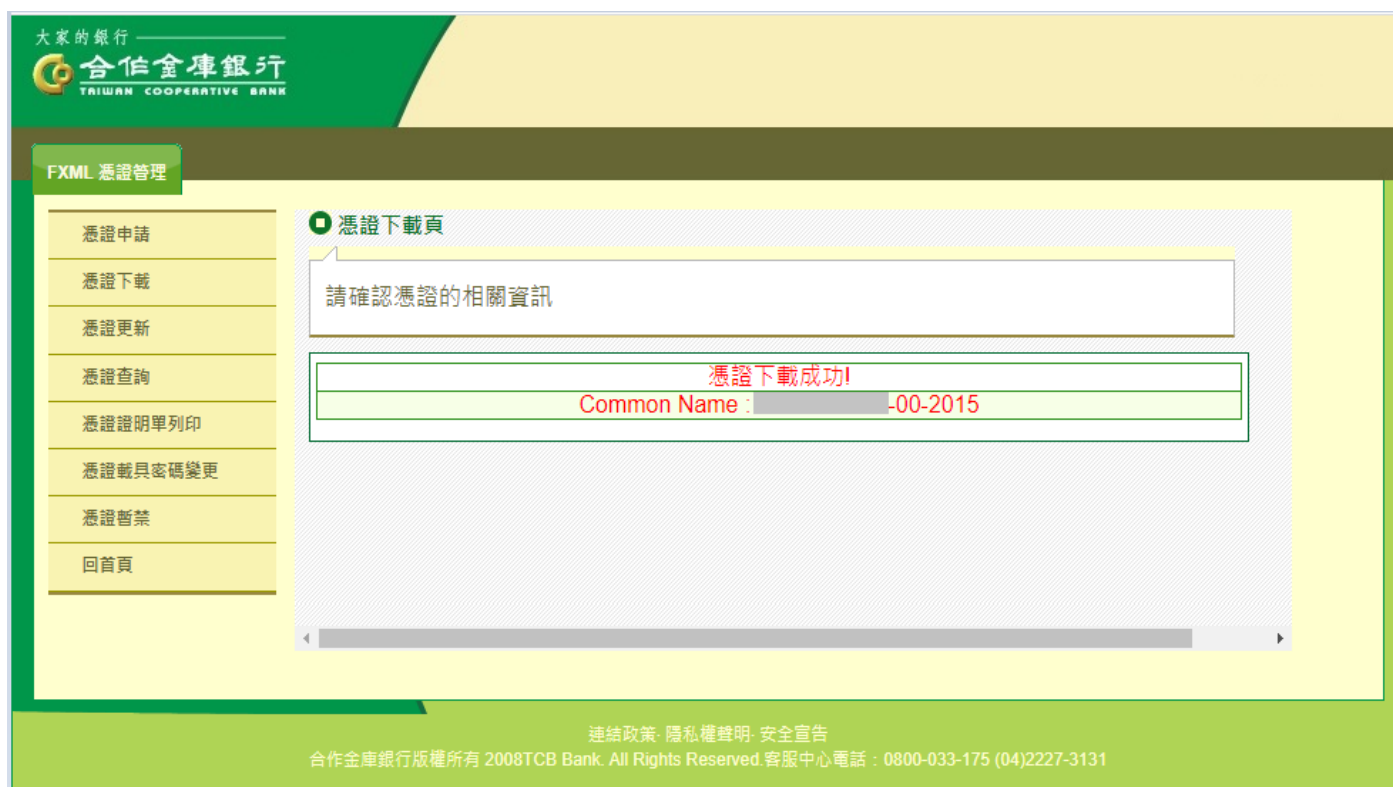 大家的銀行
合作金庫銀行
TAIWAN COOPERATIVE BANK
FXML 憑證管理
憑證申請
憑證下載
憑證更新
憑證查詢
憑證證明單列印
憑證載具密碼變更
憑證暫禁
回首頁
憑證下載頁
請確認憑證的相關資訊
憑證下載成功!
Common Name : -00-2015
連結政策· 隱私權聲明· 安全宣告
合作金庫銀行版權所有 2008TCB Bank. All Rights Reserved.客服中心電話：0800-033-175 (04)2227-3131